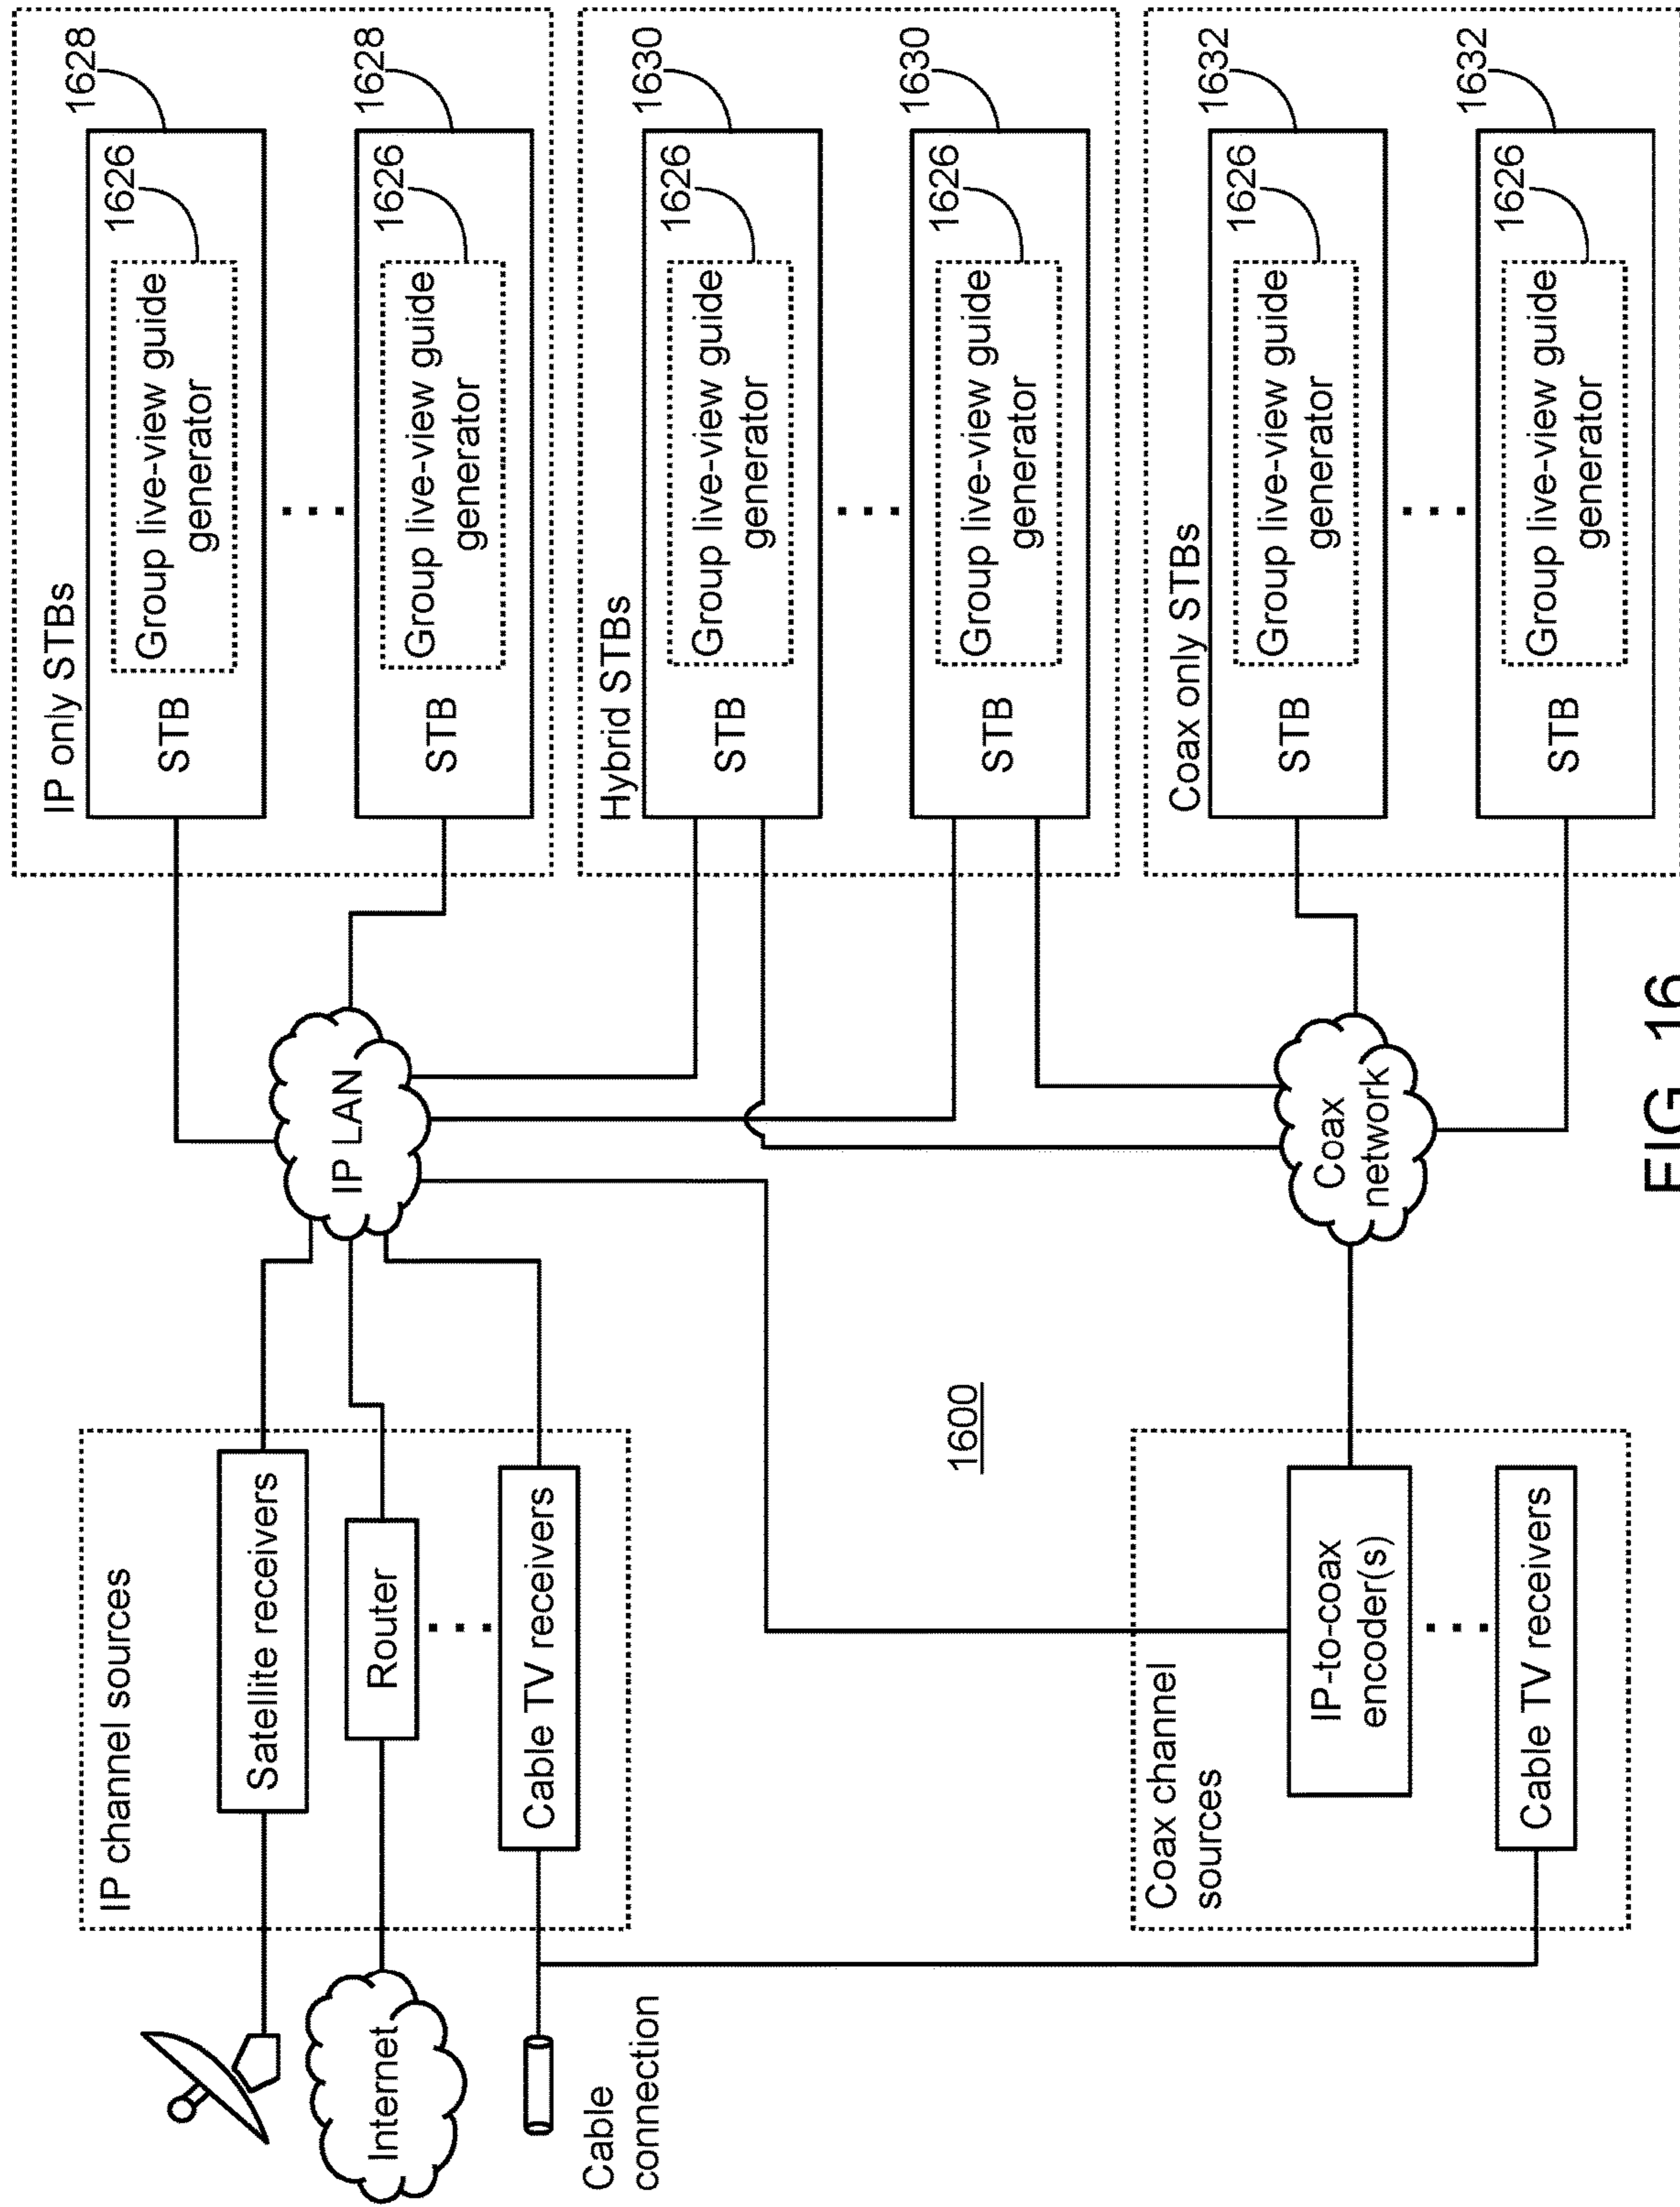 IP channel sources
Satellite receivers
Router
Cable TV receivers
Internet
Cable
connection
IP LAN
1600
Coax channel
sources
IP-to-coax
encoder(s)
Cable TV receivers
Coax
network
IP only STBs
1628
STB
1626
Group live-view guide
generator
1628
STB
1626
Group live-view guide
generator
Hybrid STBs
1630
STB
1626
Group live-view guide
generator
1630
STB
1626
Group live-view guide
generator
Coax only STBs
1632
STB
1626
Group live-view guide
generator
1632
STB
1626
Group live-view guide
generator
FIG. 16